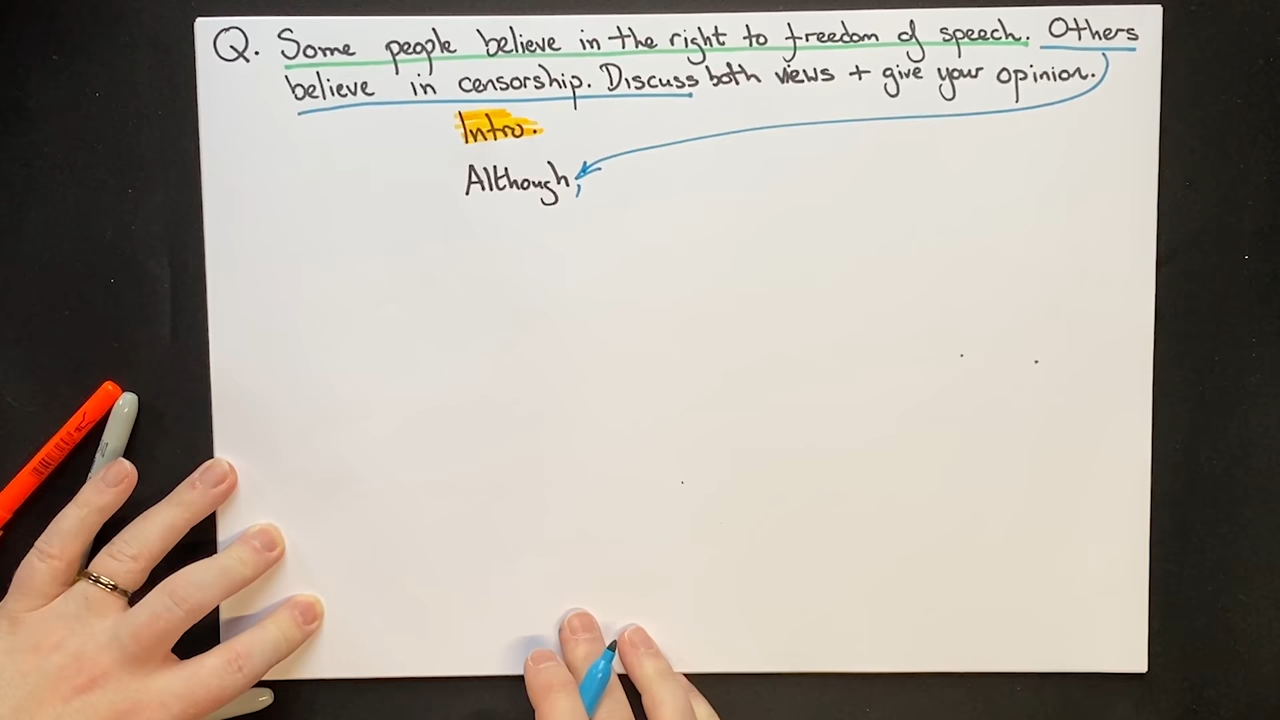 Q. Some people believe in the right to freedom of speech. Others
believe in censorship. Discuss both views + give your opinion.
Intro.
Although,